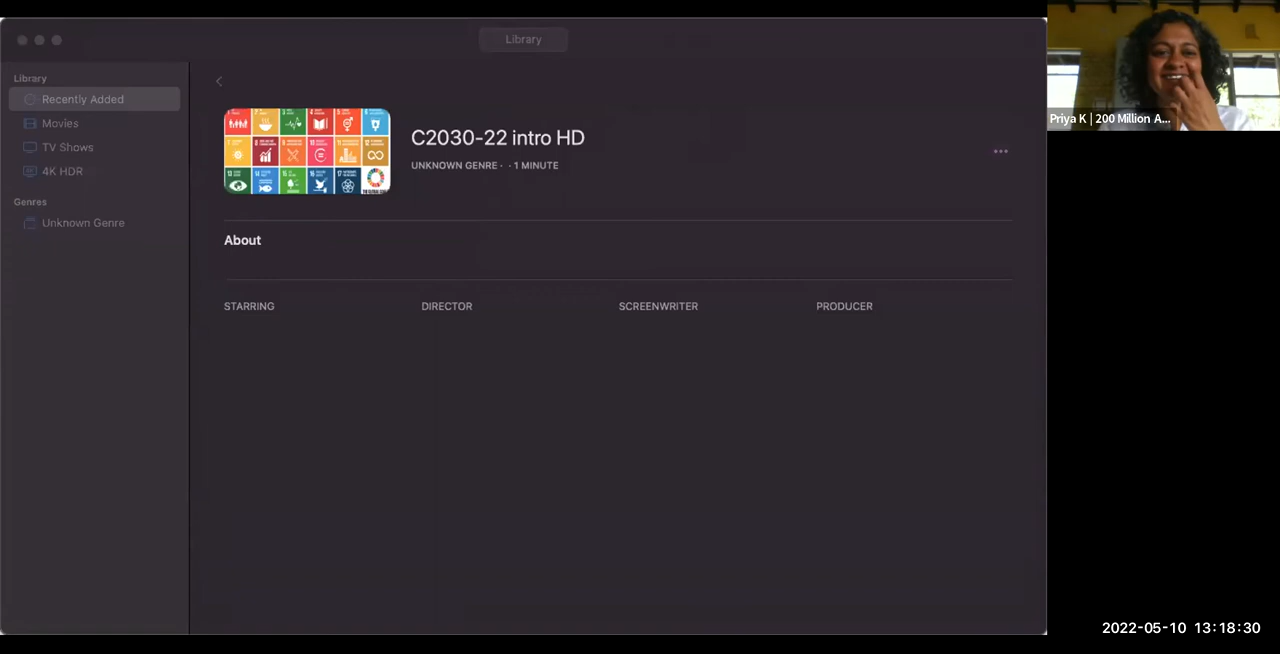 Library
Library
Recently Added
Movies
TV Shows
4K HDR
Genres
Unknown Genre
C2030-22 intro HD
UNKNOWN GENRE · · 1 MINUTE
About
STARRING
DIRECTOR
SCREENWRITER
PRODUCER
Priya K | 200 Million A...
2022-05-10 13:18:30